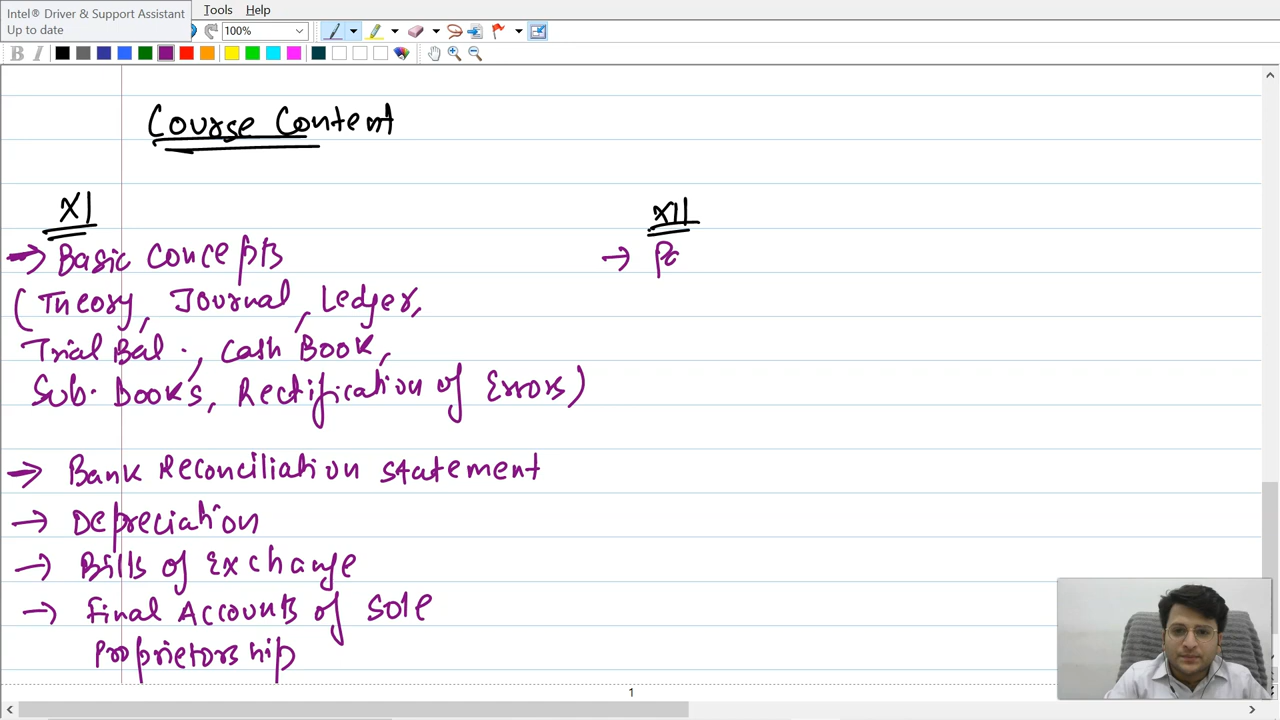 Intel® Driver & Support Assistant
Up to date
Tools Help
100%
B I
Course Content
XI
→ Basic Concepts
(Theory, Journal, Ledger,
Trial Bal., Cash Book,
Sub. Books, Rectification of Errors)
→ Bank Reconciliation Statement
→ Depreciation
→ Bills of Exchange
→ Final Accounts of Sole
Proprietorship
XII
→ Pa
1